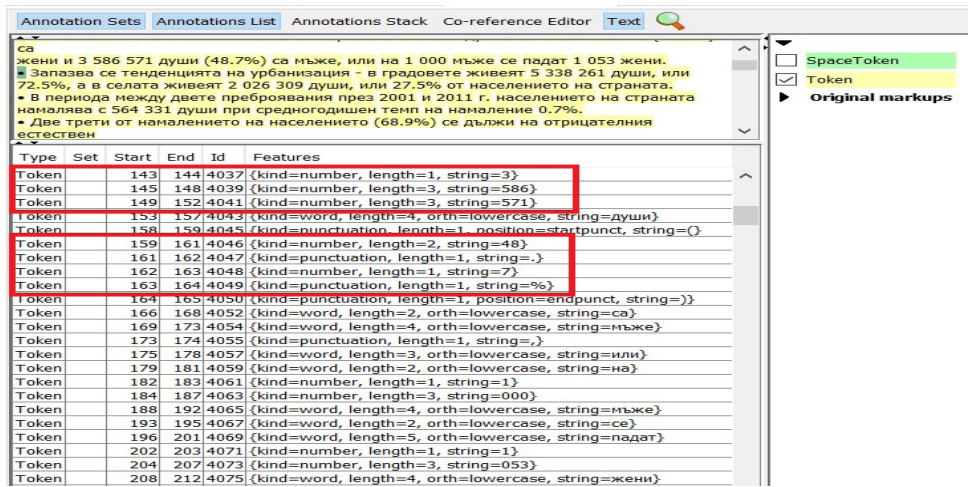 Annotation Sets Annotations List Annotations Stack Co-reference Editor Text
са
жени и 3 586 571 души (48.7%) са мъже, или на 1 000 мъже се падат 1 053 жени.
• Запазва се тенденцията на урбанизация - в градовете живеят 5 338 261 души, или
72.5%, а в селата живеят 2 026 309 души, или 27.5% от населението на страната.
• В периода между двете преброявания през 2001 и 2011 г. населението на страната
намалява с 564 331 души при средногодишен темп на намаление 0.7%.
• Две трети от намалението на населението (68.9%) се дължи на отрицателния
естествен
SpaceToken
Token
Original markups
Type Set Start End Id Features
Token 143 144 4037 {kind=number, length=1, string=3}
Token 145 148 4039 {kind=number, length=3, string=586}
Token 149 152 4041 {kind=number, length=3, string=571}
Token 153 157 4043 {kind=word, length=4, orth=lowercase, string=души}
Token 158 159 4045 {kind=punctuation, length=1, position=startpunct, string=(}
Token 159 161 4046 {kind=number, length=2, string=48}
Token 161 162 4047 {kind=punctuation, length=1, string=.}
Token 162 163 4048 {kind=number, length=1, string=7}
Token 163 164 4049 {kind=punctuation, length=1, string=%}
Token 164 165 4050 {kind=punctuation, length=1, position=endpunct, string=)}
Token 166 168 4052 {kind=word, length=2, orth=lowercase, string=са}
Token 169 173 4054 {kind=word, length=4, orth=lowercase, string=мъже}
Token 173 174 4055 {kind=punctuation, length=1, string=,}
Token 175 178 4057 {kind=word, length=3, orth=lowercase, string=или}
Token 179 181 4059 {kind=word, length=2, orth=lowercase, string=на}
Token 182 183 4061 {kind=number, length=1, string=1}
Token 184 187 4063 {kind=number, length=3, string=000}
Token 188 192 4065 {kind=word, length=4, orth=lowercase, string=мъже}
Token 193 195 4067 {kind=word, length=2, orth=lowercase, string=се}
Token 196 201 4069 {kind=word, length=5, orth=lowercase, string=падат}
Token 202 203 4071 {kind=number, length=1, string=1}
Token 204 207 4073 {kind=number, length=3, string=053}
Token 208 212 4075 {kind=word, length=4, orth=lowercase, string=жени}